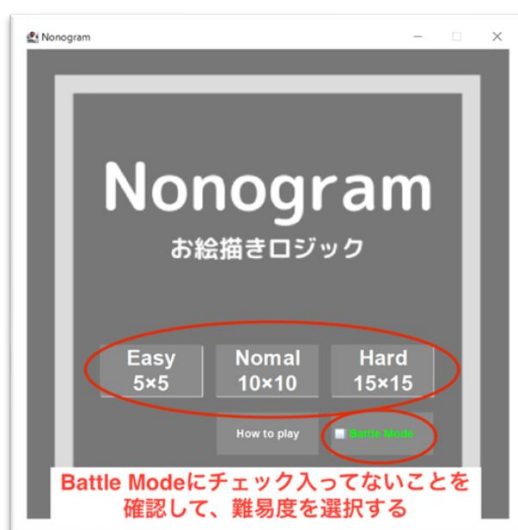 Nonogram
Nonogram
お絵描きロジック
Easy
5×5
Nomal
10×10
Hard
15×15
How to play
Battle Mode
Battle Modeにチェック入ってないことを
確認して、難易度を選択する